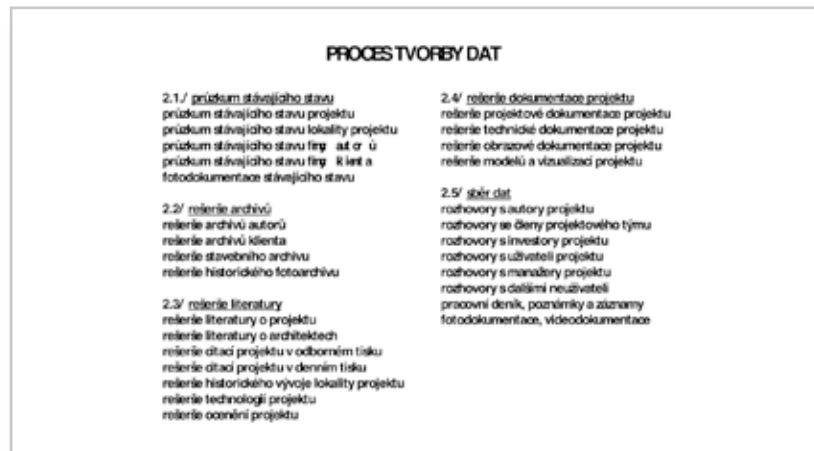 PROCES TVORBY DAT
2.1./ průzkum stávajícího stavu
průzkum stávajícího stavu projektu
průzkum stávajícího stavu lokality projektu
průzkum stávajícího stavu firmy autorů
průzkum stávajícího stavu firmy klienta
fotodokumentace stávajícího stavu
2.2/ rešerše archivů
rešerše archivů autorů
rešerše archivů klienta
rešerše stavebního archivu
rešerše historického fotoarchivu
2.3/ rešerše literatury
rešerše literatury o projektu
rešerše literatury o architektech
rešerše citací projektu v odborném tisku
rešerše citací projektu v denním tisku
rešerše historického vývoje lokality projektu
rešerše technologií projektu
rešerše ocenění projektu
2.4/ rešerše dokumentace projektu
rešerše projektové dokumentace projektu
rešerše technické dokumentace projektu
rešerše obrazové dokumentace projektu
rešerše modelů a vizualizací projektu
2.5/ sběr dat
rozhovory s autory projektu
rozhovory se členy projektového týmu
rozhovory s investory projektu
rozhovory s uživateli projektu
rozhovory s manažery projektu
rozhovory s dalšími neuživateli
pracovní deník, poznámky a záznamy
fotodokumentace, videodokumentace